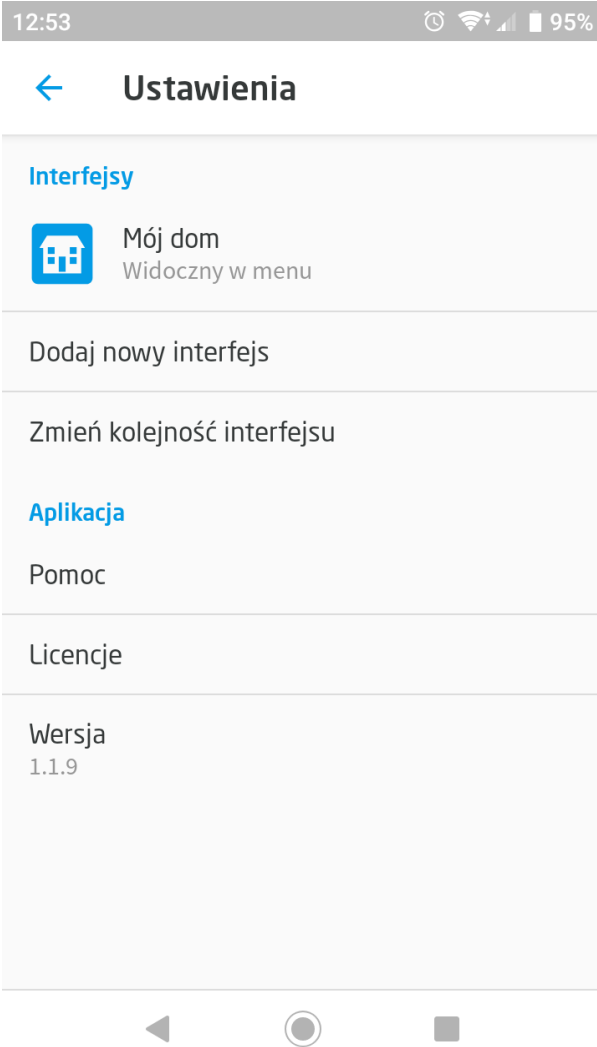 12:53 95%
Ustawienia
Interfejsy
Mój dom
Widoczny w menu
Dodaj nowy interfejs
Zmień kolejność interfejsu
Aplikacja
Pomoc
Licencje
Wersja
1.1.9